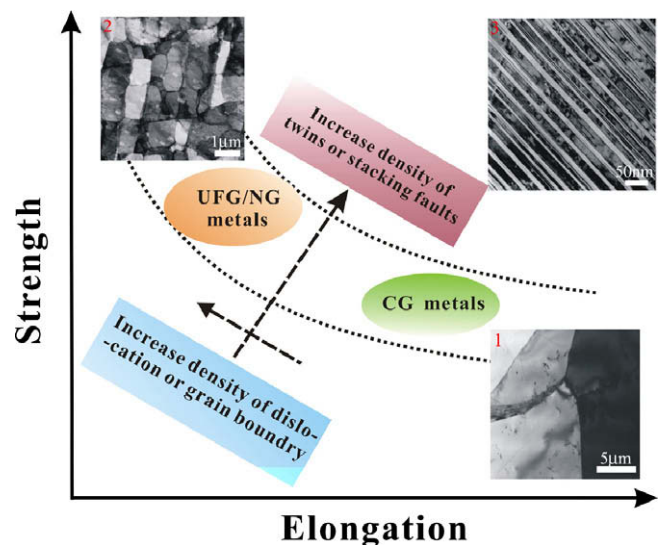 2
1μm
3
50nm
Increase density of
twins or stacking faults
UFG/NG
metals
CG metals
Increase density of dislo-
-cation or grain boundry
1
5μm
Strength
Elongation